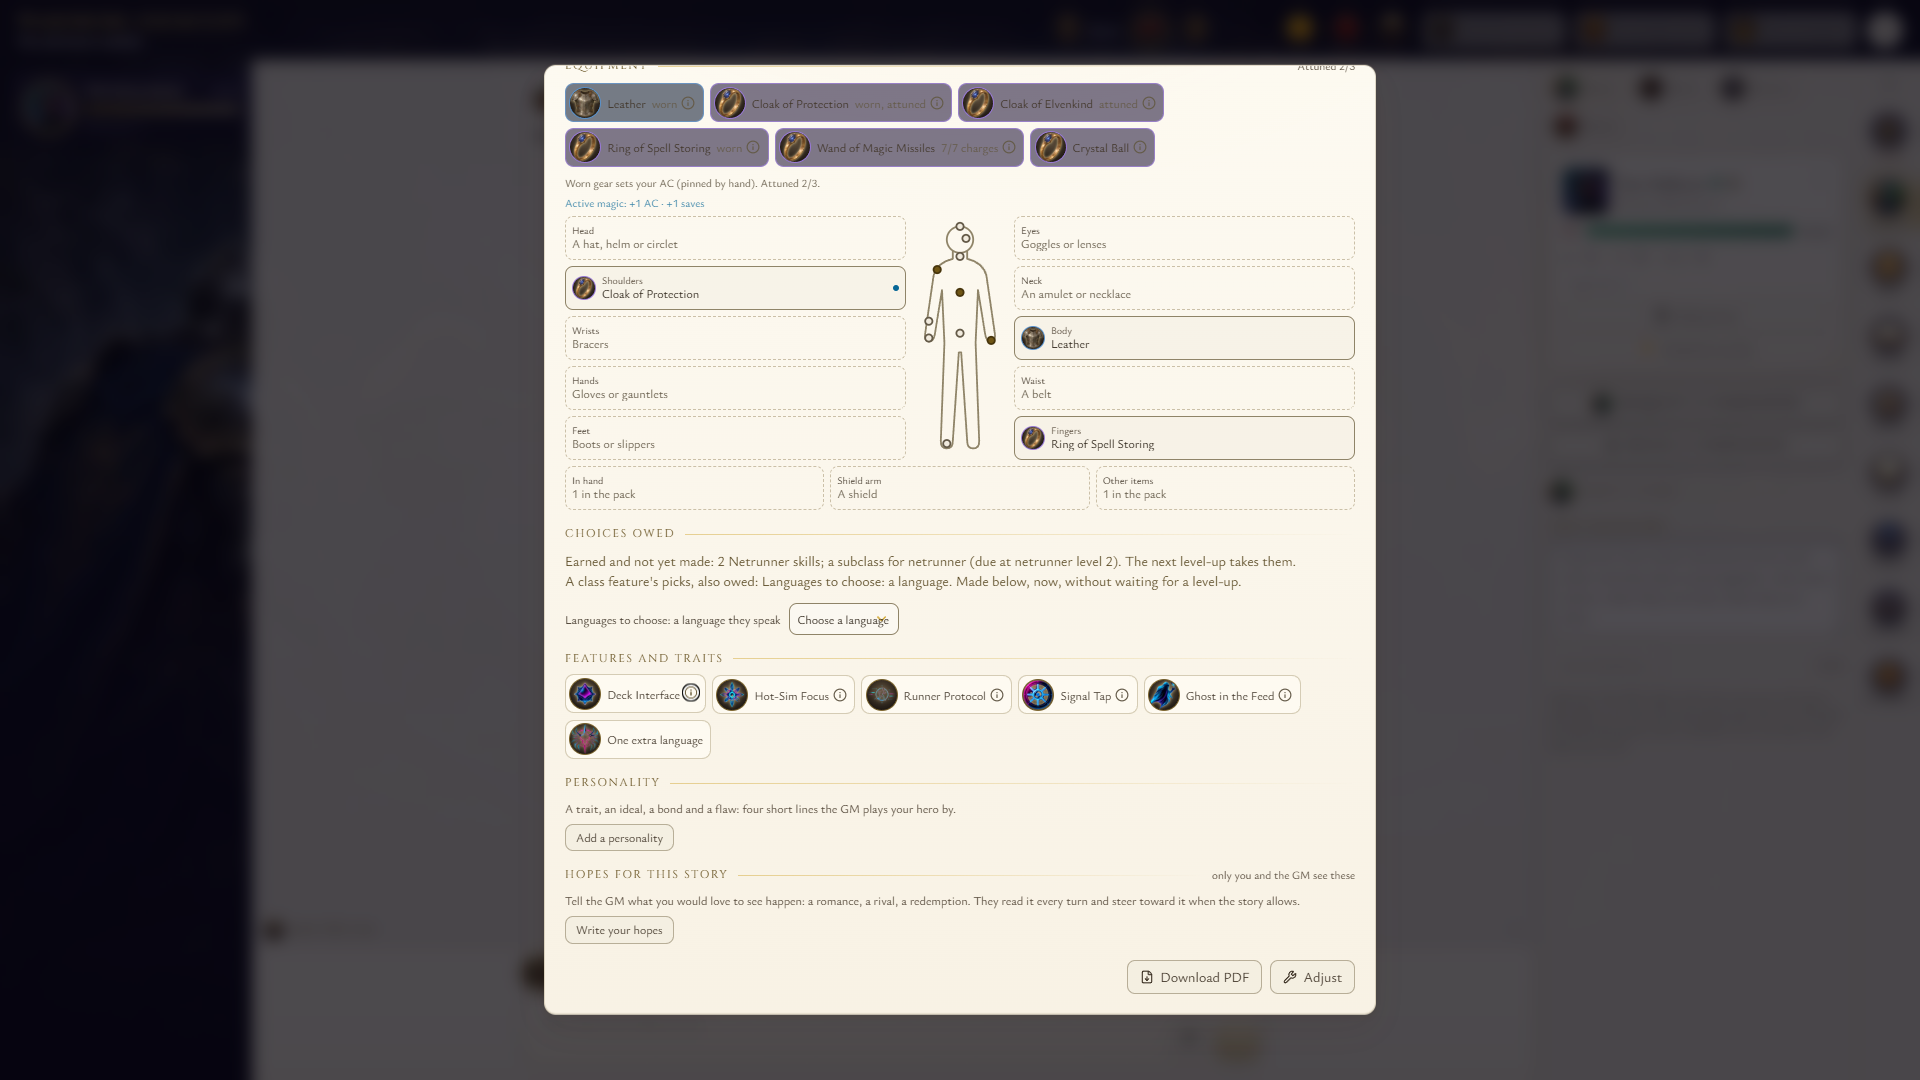 EQUIPMENT
Attuned 2/3
Leather worn
Cloak of Protection worn, attuned
Cloak of Elvenkind attuned
Ring of Spell Storing worn
Wand of Magic Missiles 7/7 charges
Crystal Ball
Worn gear sets your AC (pinned by hand). Attuned 2/3.
Active magic: +1 AC · +1 saves
Head
A hat, helm or circlet
Eyes
Goggles or lenses
Shoulders
Cloak of Protection
Neck
An amulet or necklace
Wrists
Bracers
Body
Leather
Hands
Gloves or gauntlets
Waist
A belt
Feet
Boots or slippers
Fingers
Ring of Spell Storing
In hand
1 in the pack
Shield arm
A shield
Other items
1 in the pack
CHOICES OWED
Earned and not yet made: 2 Netrunner skills; a subclass for netrunner (due at netrunner level 2). The next level-up takes them.
A class feature's picks, also owed: Languages to choose: a language. Made below, now, without waiting for a level-up.
Languages to choose: a language they speak
Choose a language
FEATURES AND TRAITS
Deck Interface
Hot-Sim Focus
Runner Protocol
Signal Tap
Ghost in the Feed
One extra language
PERSONALITY
A trait, an ideal, a bond and a flaw: four short lines the GM plays your hero by.
Add a personality
HOPES FOR THIS STORY
only you and the GM see these
Tell the GM what you would love to see happen: a romance, a rival, a redemption. They read it every turn and steer toward it when the story allows.
Write your hopes
Download PDF
Adjust